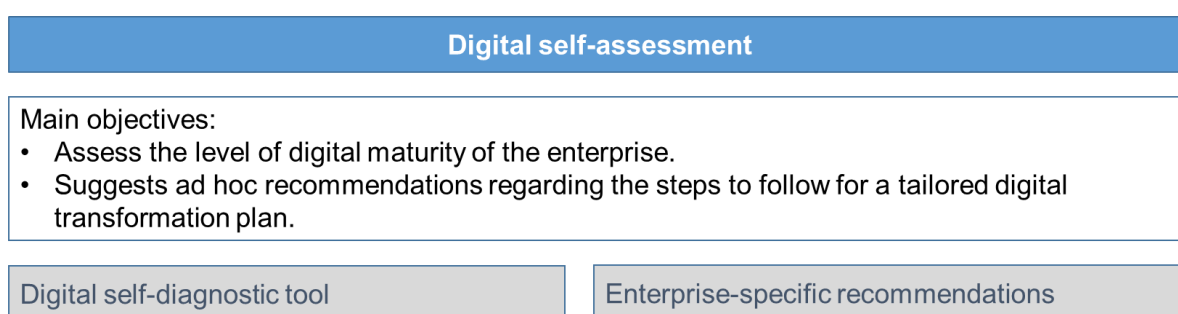 Digital self-assessment
Main objectives:
• Assess the level of digital maturity of the enterprise.
• Suggests ad hoc recommendations regarding the steps to follow for a tailored digital
transformation plan.
Digital self-diagnostic tool
Enterprise-specific recommendations